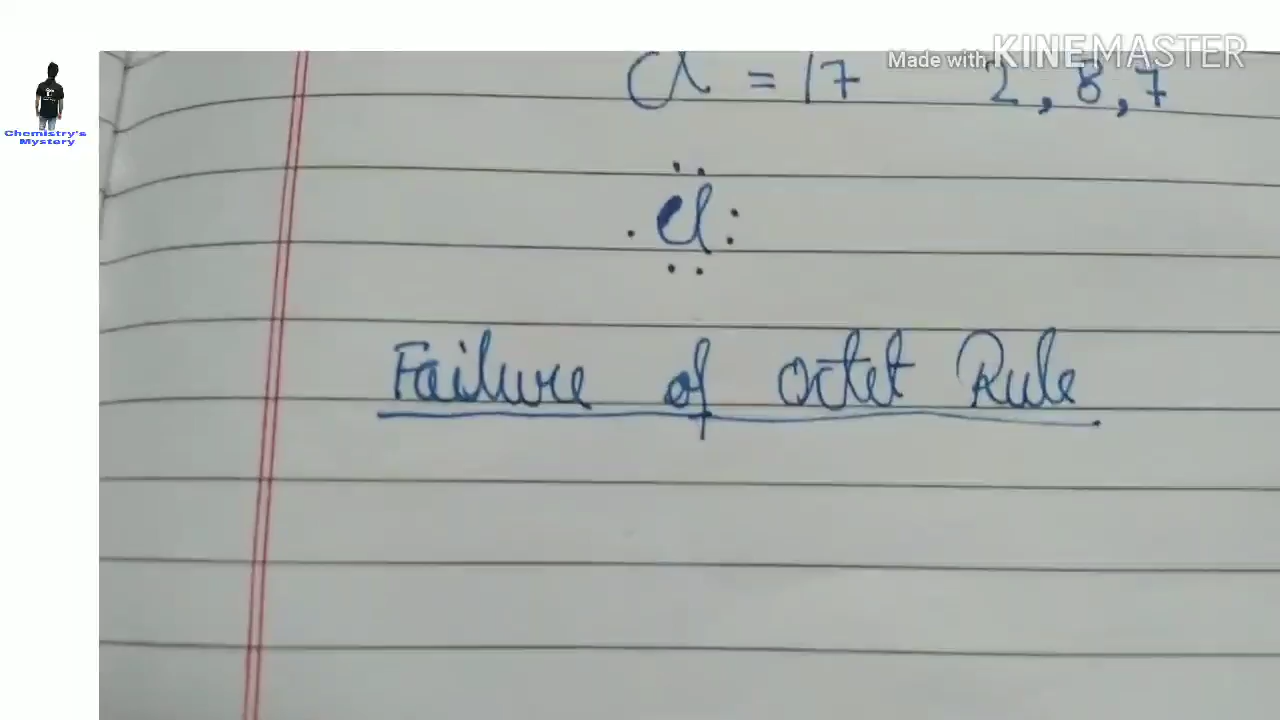 Made with KINEMASTER
Cl = 17 2, 8, 7
Chemistry's
Mystery
Cl
Failure of Octet Rule